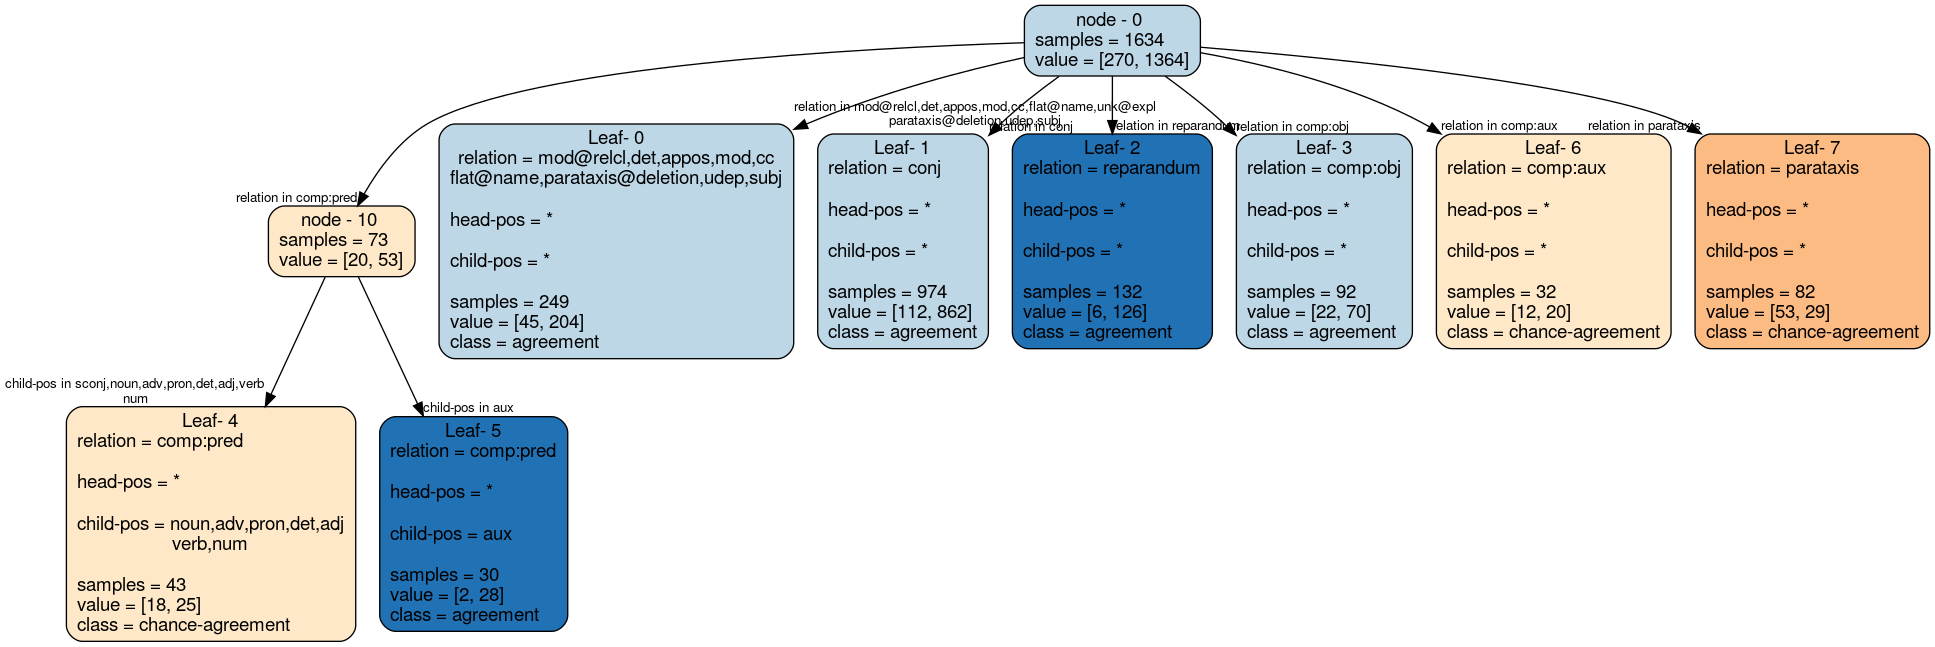 node - 0
samples = 1634
value = [270, 1364]
relation in mod@relcl,det,appos,mod,cc,flat@name,unk@expl
parataxis@deletion,udep,subj
relation in conj
relation in reparandum
relation in comp:obj
relation in comp:aux
relation in parataxis
relation in comp:pred
node - 10
samples = 73
value = [20, 53]
Leaf- 0
relation = mod@relcl,det,appos,mod,cc
flat@name,parataxis@deletion,udep,subj
head-pos = *
child-pos = *
samples = 249
value = [45, 204]
class = agreement
Leaf- 1
relation = conj
head-pos = *
child-pos = *
samples = 974
value = [112, 862]
class = agreement
Leaf- 2
relation = reparandum
head-pos = *
child-pos = *
samples = 132
value = [6, 126]
class = agreement
Leaf- 3
relation = comp:obj
head-pos = *
child-pos = *
samples = 92
value = [22, 70]
class = agreement
Leaf- 6
relation = comp:aux
head-pos = *
child-pos = *
samples = 32
value = [12, 20]
class = chance-agreement
Leaf- 7
relation = parataxis
head-pos = *
child-pos = *
samples = 82
value = [53, 29]
class = chance-agreement
child-pos in sconj,noun,adv,pron,det,adj,verb
num
child-pos in aux
Leaf- 4
relation = comp:pred
head-pos = *
child-pos = noun,adv,pron,det,adj
verb,num
samples = 43
value = [18, 25]
class = chance-agreement
Leaf- 5
relation = comp:pred
head-pos = *
child-pos = aux
samples = 30
value = [2, 28]
class = agreement